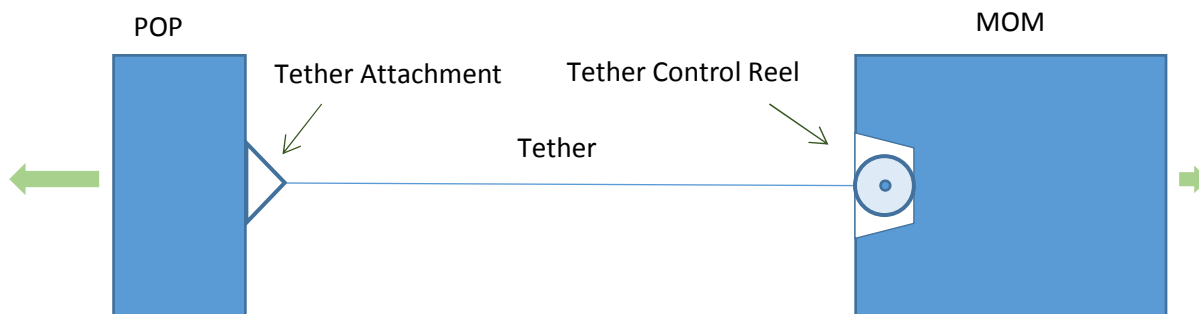 POP
MOM
Tether Attachment
Tether Control Reel
Tether